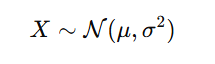 X ∼ 𝒩(μ, σ²)